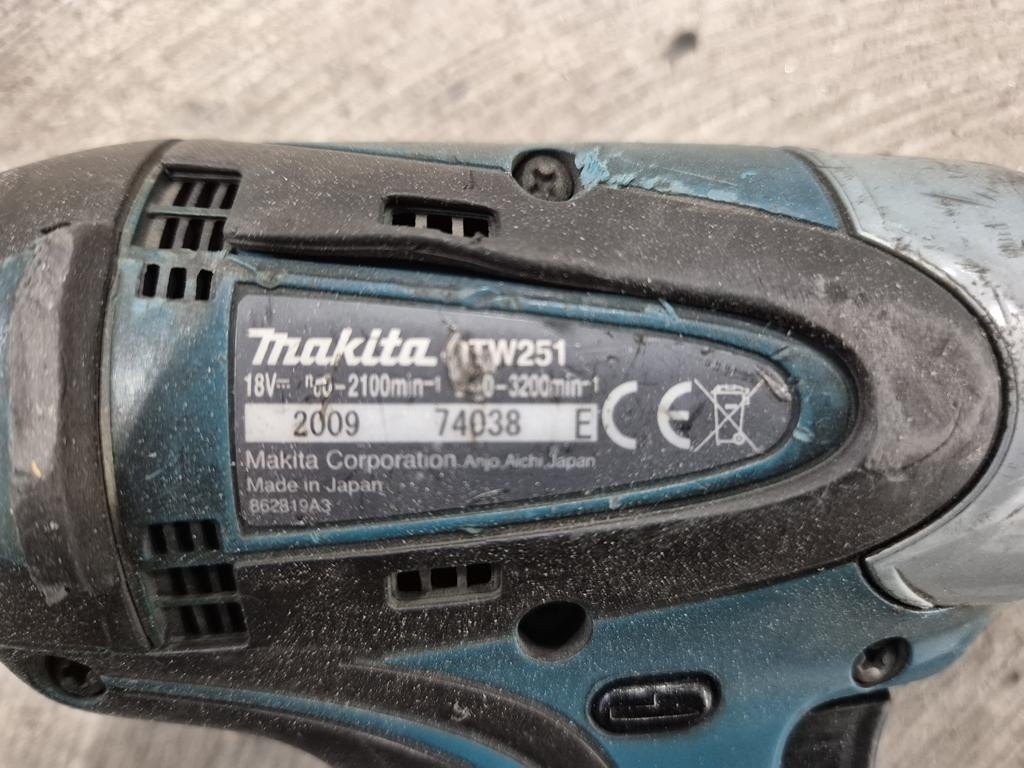 makita TW251
18V⎓ 0-2100min⁻¹ 0-3200min⁻¹
2009 74038 E
CE
Makita Corporation Anjo, Aichi, Japan
Made in Japan
862819A3